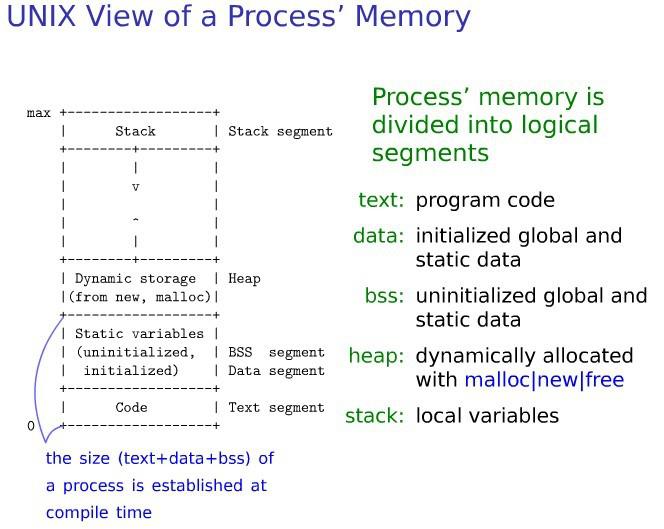 UNIX View of a Process’ Memory
max +------------------+
| Stack | Stack segment
+--------+---------+
| | |
| v |
| |
| ^ |
| | |
+--------+---------+
| Dynamic storage | Heap
|(from new, malloc)|
+------------------+
| Static variables |
| (uninitialized, | BSS segment
| initialized) | Data segment
+------------------+
| Code | Text segment
0 +------------------+
the size (text+data+bss) of
a process is established at
compile time
Process’ memory is
divided into logical
segments
text: program code
data: initialized global and
static data
bss: uninitialized global and
static data
heap: dynamically allocated
with malloc|new|free
stack: local variables